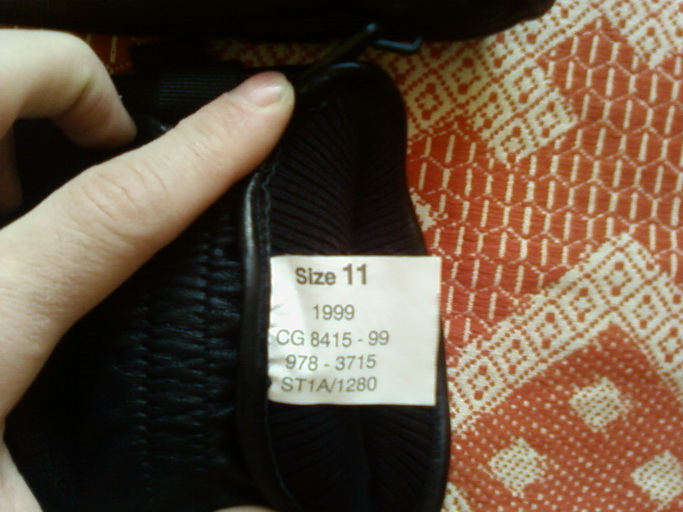 Size 11
1999
CG 8415 - 99
978 - 3715
ST1A/1280